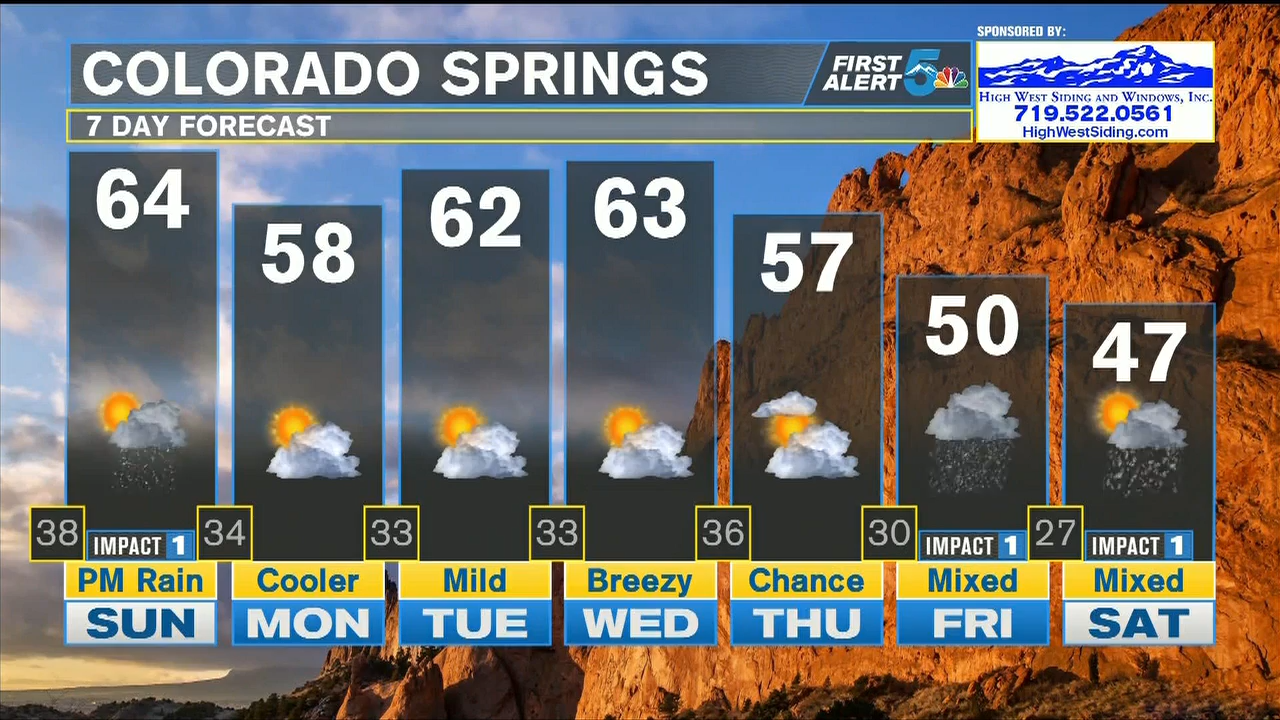 SPONSORED BY:
COLORADO SPRINGS
FIRST
ALERT 5
HIGH WEST SIDING AND WINDOWS, INC.
719.522.0561
HighWestSiding.com
7 DAY FORECAST
64 58 62 63 57 50 47
38 34 33 33 36 30 27
IMPACT 1 IMPACT 1 IMPACT 1
PM Rain Cooler Mild Breezy Chance Mixed Mixed
SUN MON TUE WED THU FRI SAT